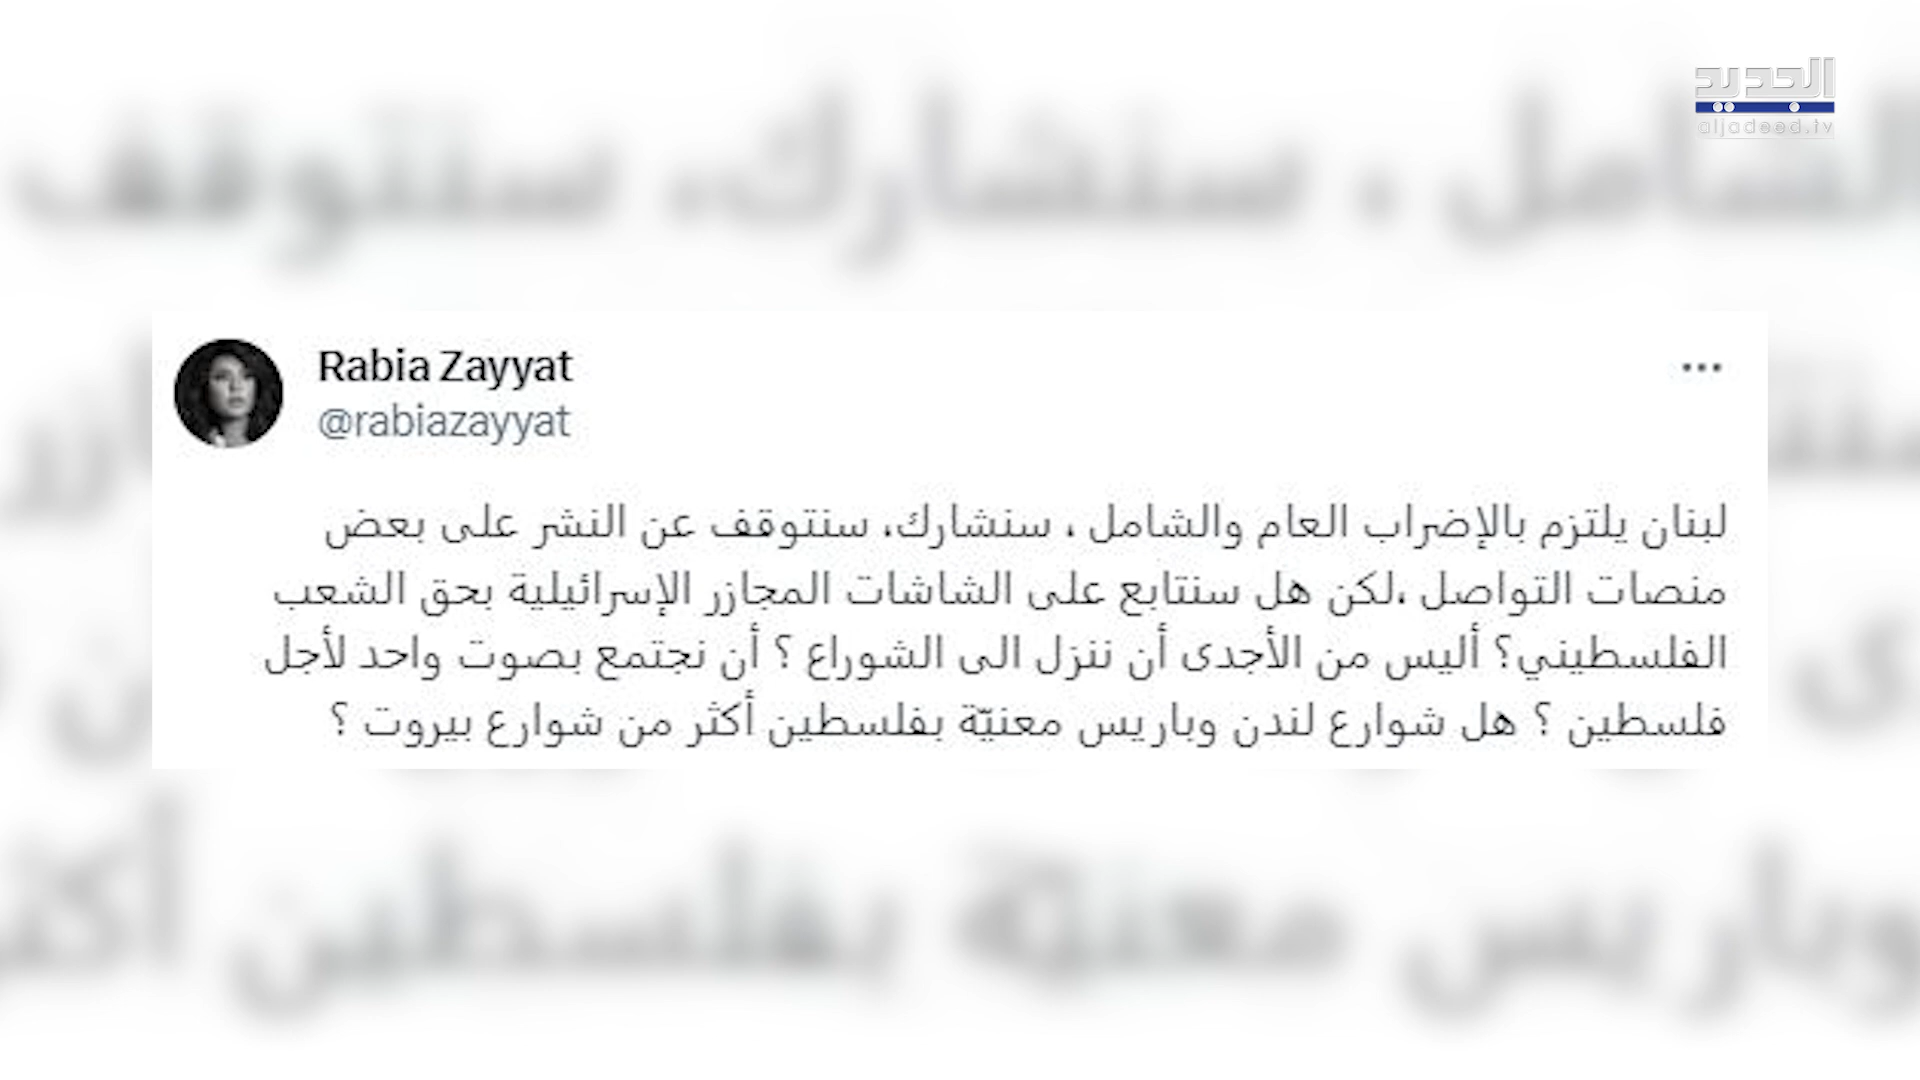 الجديد
aljadeed.tv
Rabia Zayyat
@rabiazayyat
لبنان يلتزم بالإضراب العام والشامل ، سنشارك، سنتوقف عن النشر على بعض
منصات التواصل ،لكن هل سنتابع على الشاشات المجازر الإسرائيلية بحق الشعب
الفلسطيني؟ أليس من الأجدى أن ننزل الى الشوراع ؟ أن نجتمع بصوت واحد لأجل
فلسطين ؟ هل شوارع لندن وباريس معنيّة بفلسطين أكثر من شوارع بيروت ؟